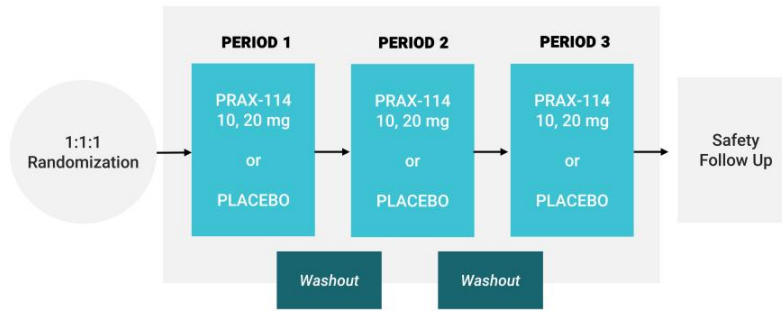 PERIOD 1
PERIOD 2
PERIOD 3
1:1:1
Randomization
PRAX-114
10, 20 mg
or
PLACEBO
PRAX-114
10, 20 mg
or
PLACEBO
PRAX-114
10, 20 mg
or
PLACEBO
Safety
Follow Up
Washout
Washout